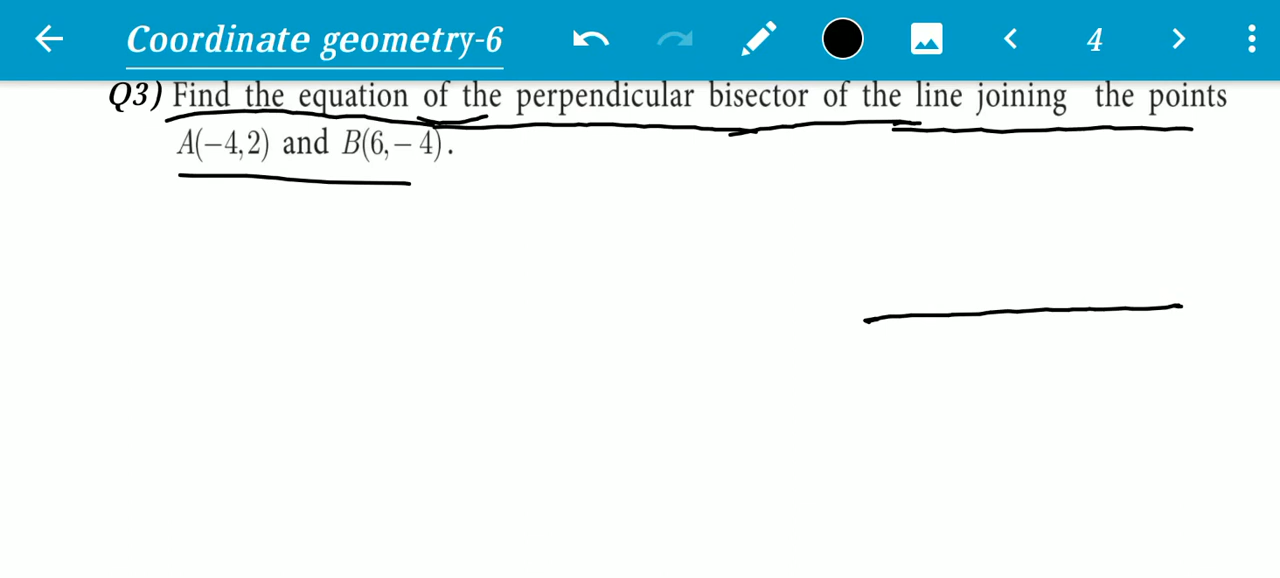 Coordinate geometry-6
4
Q3) Find the equation of the perpendicular bisector of the line joining the points
A(−4,2) and B(6,− 4).